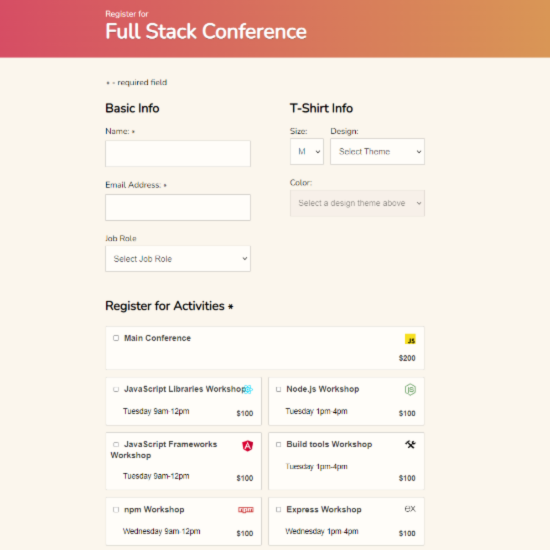 Register for
Full Stack Conference
* - required field
Basic Info
Name: *
Email Address: *
Job Role
Select Job Role
T-Shirt Info
Size: Design:
M Select Theme
Color:
Select a design theme above
Register for Activities *
Main Conference
JS
$200
JavaScript Libraries Workshop
Tuesday 9am-12pm
$100
Node.js Workshop
JS
Tuesday 1pm-4pm
$100
JavaScript Frameworks
Workshop
A
Tuesday 9am-12pm
$100
Build tools Workshop
Tuesday 1pm-4pm
$100
npm Workshop
npm
Wednesday 9am-12pm
$100
Express Workshop
ex
Wednesday 1pm-4pm
$100